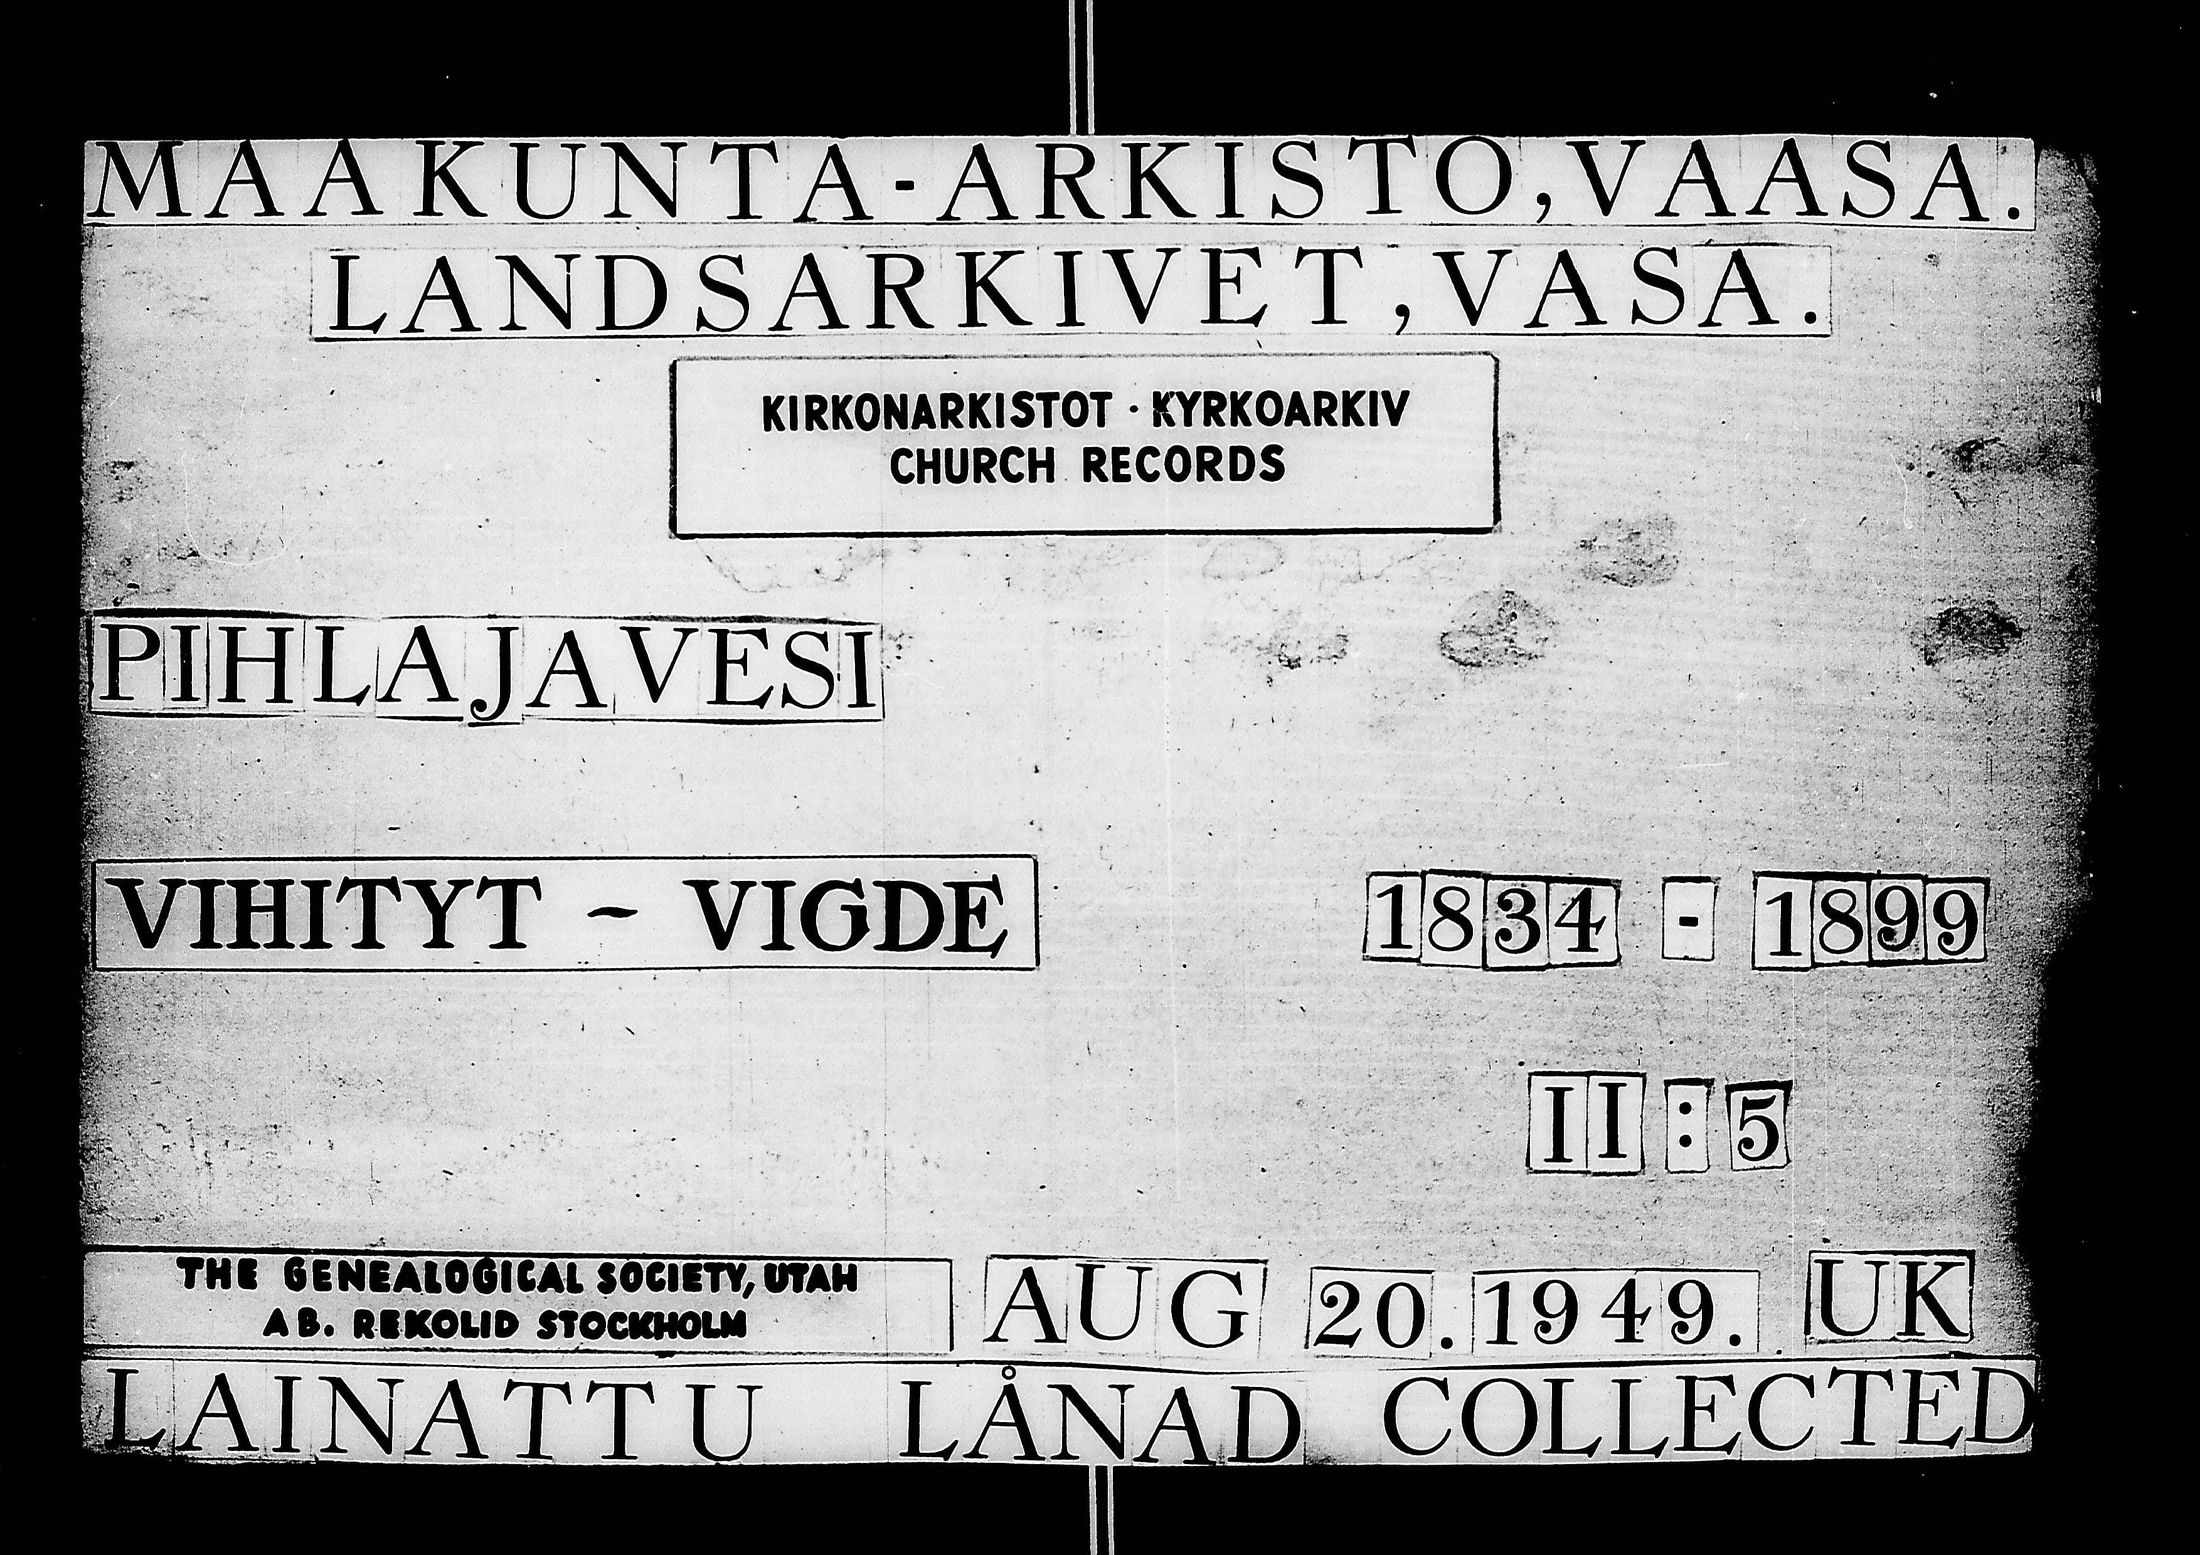 MAAKUNTA-ARKISTO, VAASA.
LANDSARKIVET, VASA.
KIRKONARKISTOT · KYRKOARKIV
CHURCH RECORDS
PIHLAJAVESI
VIHITYT - VIGDE 1834 - 1899
II : 5
THE GENEALOGICAL SOCIETY, UTAH
AB. REKOLID STOCKHOLM
AUG 20. 1949. UK
LAINATTU LÅNAD COLLECTED